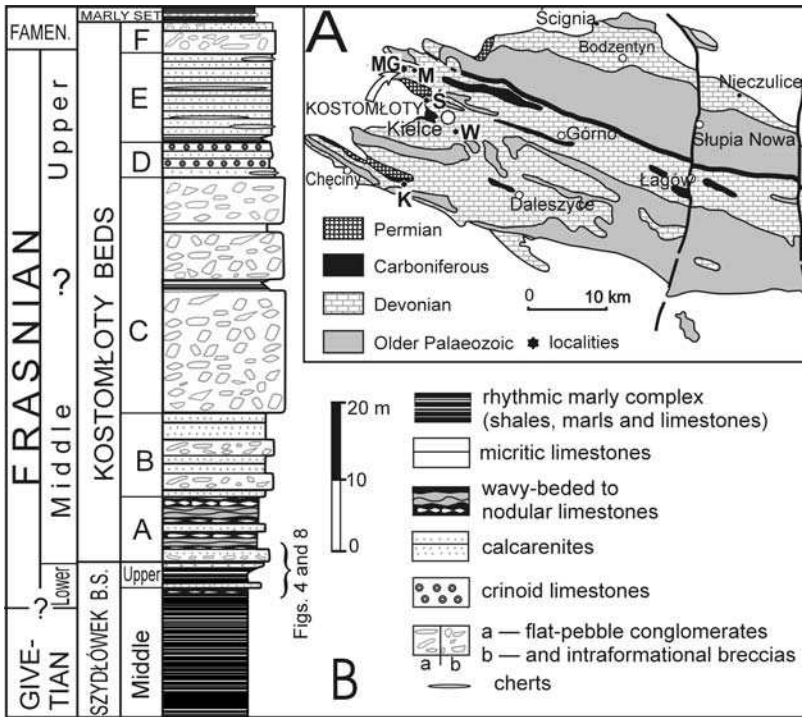 MARLY SET
FAMEN.
FRASNIAN
Upper
?
Middle
Lower
?
GIVE-
TIAN
KOSTOMŁOTY BEDS
SZYDŁÓWEK B.S.
Upper
Middle
F
E
D
C
B
A
Figs. 4 and 8
A
Ścignia
Bodzentyn
Nieczulice
MG
M
Ś
KOSTOMŁOTY
Kielce
W
Górno
Słupia Nowa
Chęciny
K
Daleszyce
Łagów
Permian
Carboniferous
Devonian
Older Palaeozoic
localities
0 10 km
B
20 m
10
0
rhythmic marly complex
(shales, marls and limestones)
micritic limestones
wavy-beded to
nodular limestones
calcarenites
crinoid limestones
a — flat-pebble conglomerates
b — and intraformational breccias
a b
cherts